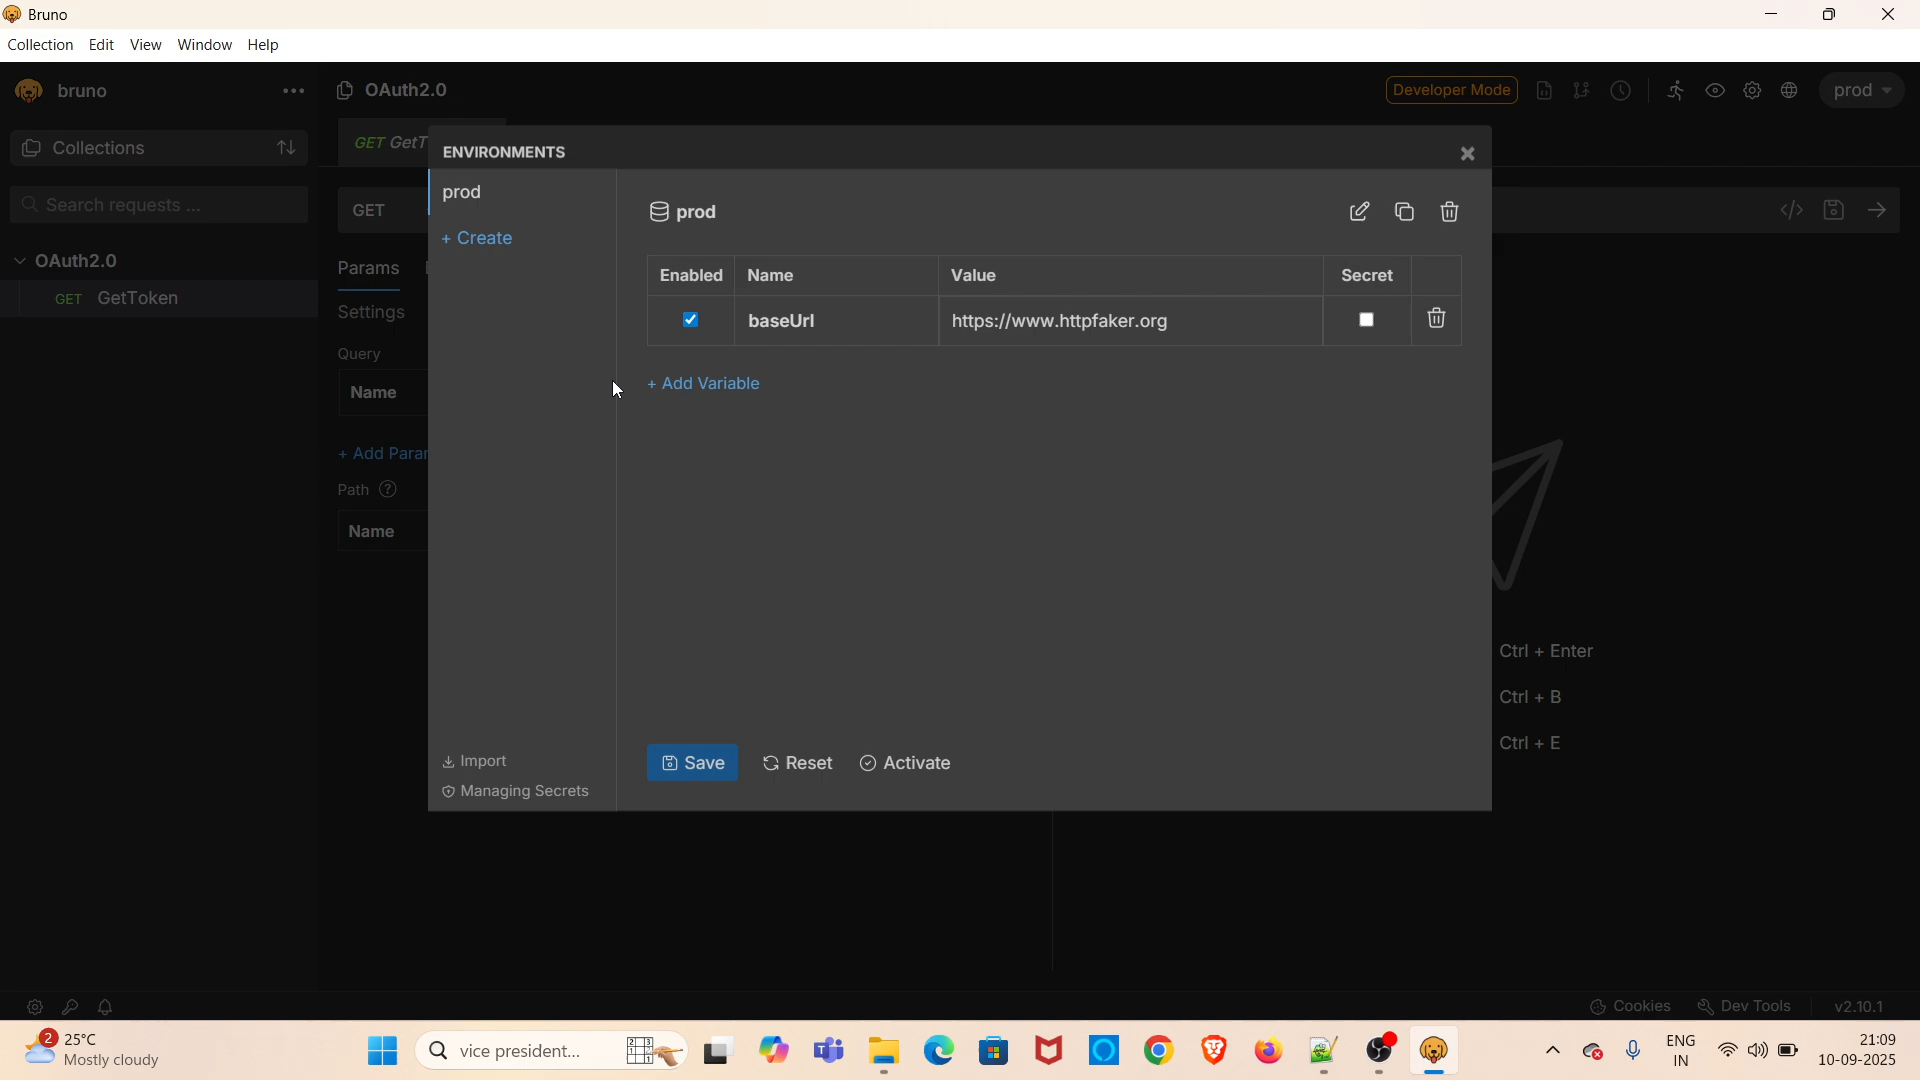 Bruno
Collection Edit View Window Help
bruno
OAuth2.0
Developer Mode
prod
Collections
GET GetT
ENVIRONMENTS
Search requests ...
GET
prod
+ Create
prod
OAuth2.0
GET GetToken
Params
Settings
Query
Name
+ Add Parar
Path
Name
Enabled Name Value Secret
baseUrl https://www.httpfaker.org
+ Add Variable
Ctrl + Enter
Ctrl + B
Ctrl + E
Import
Managing Secrets
Save Reset Activate
Cookies Dev Tools v2.10.1
2
25°C
Mostly cloudy
vice president...
ENG
IN
21:09
10-09-2025